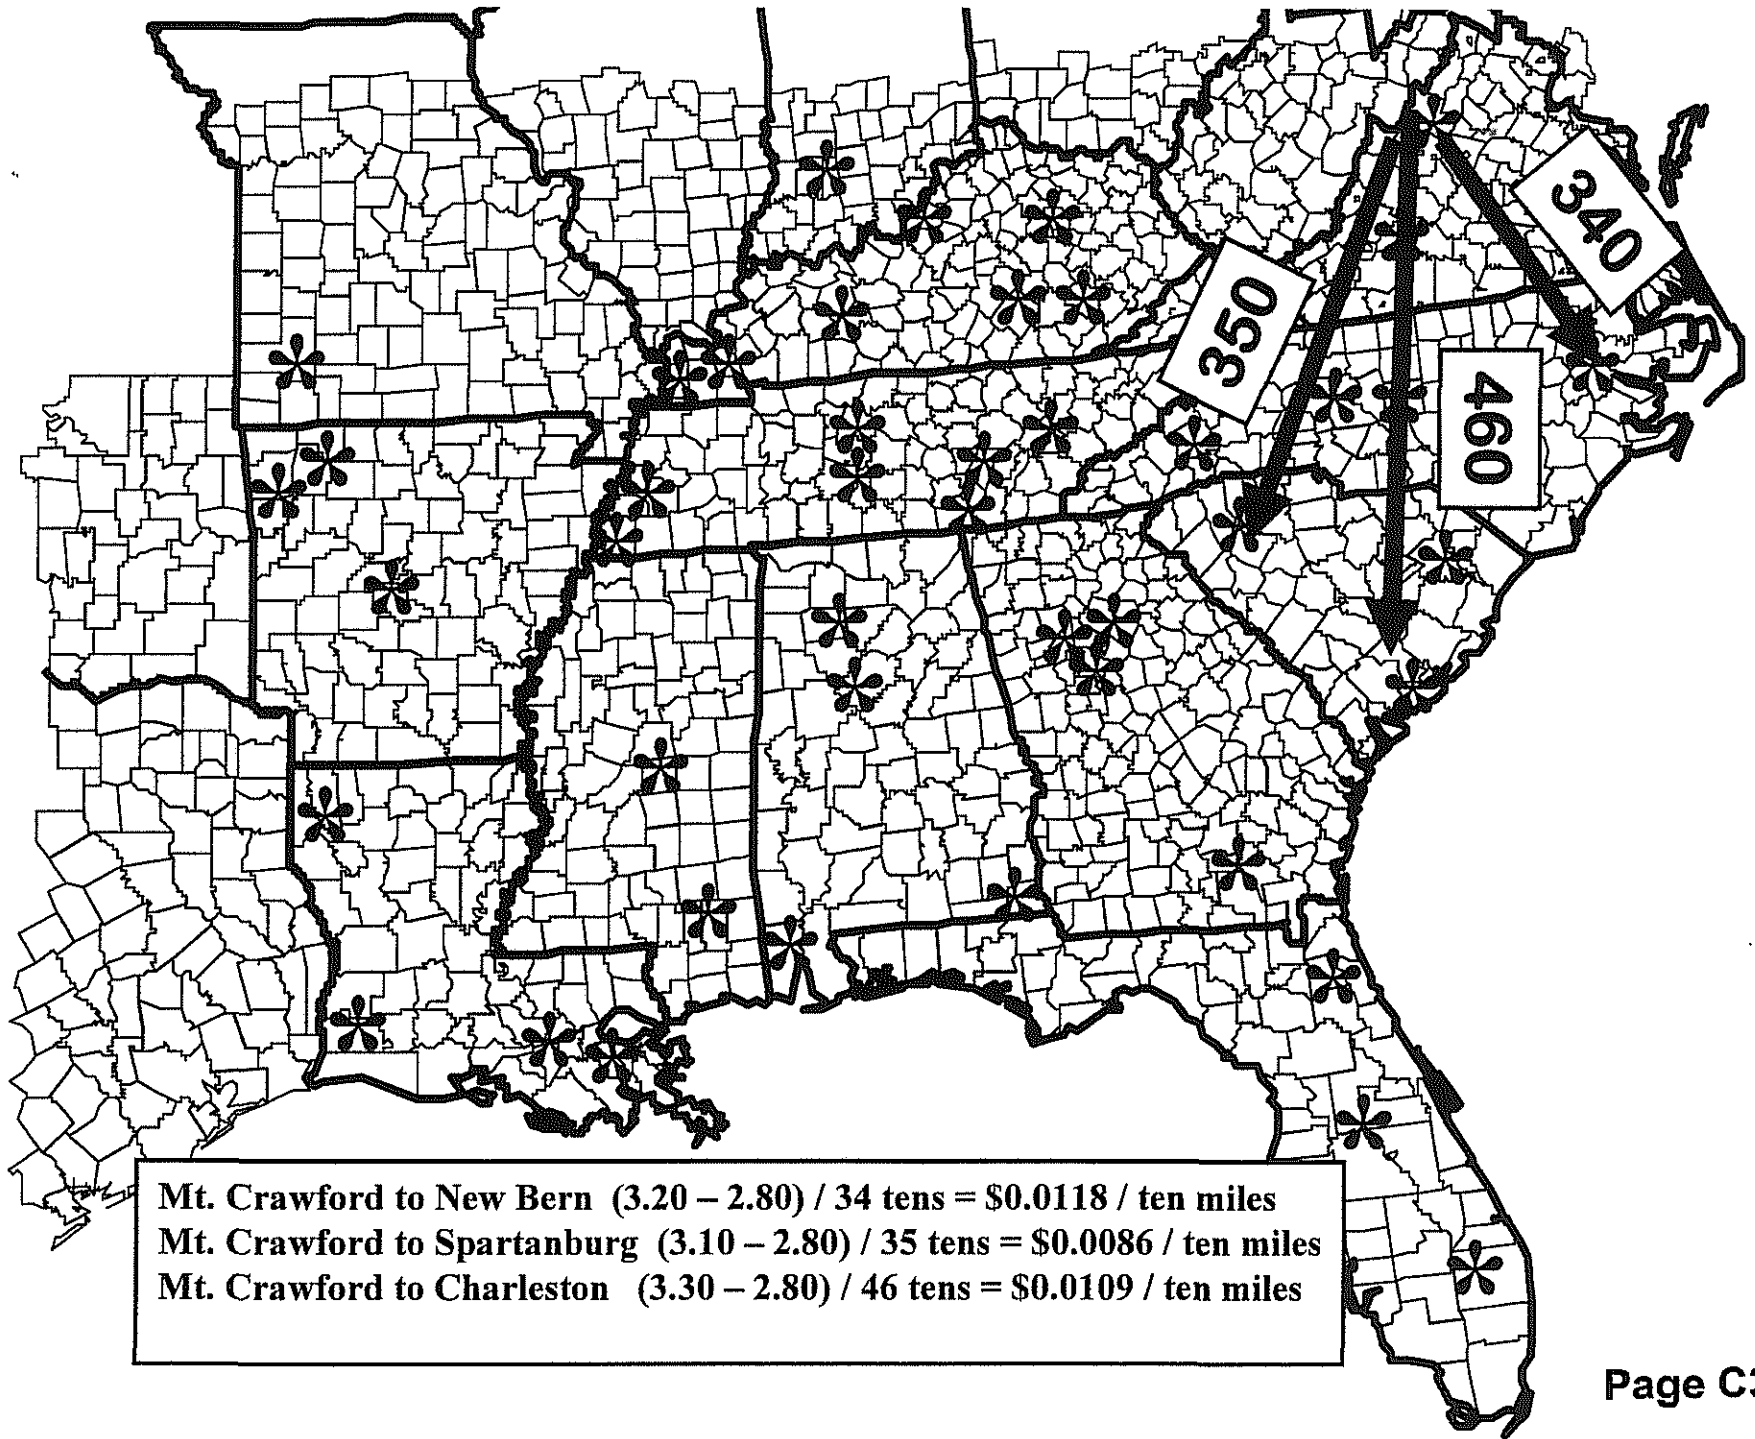 340
350
460
Mt. Crawford to New Bern (3.20 – 2.80) / 34 tens = $0.0118 / ten miles
Mt. Crawford to Spartanburg (3.10 – 2.80) / 35 tens = $0.0086 / ten miles
Mt. Crawford to Charleston (3.30 – 2.80) / 46 tens = $0.0109 / ten miles
Page C